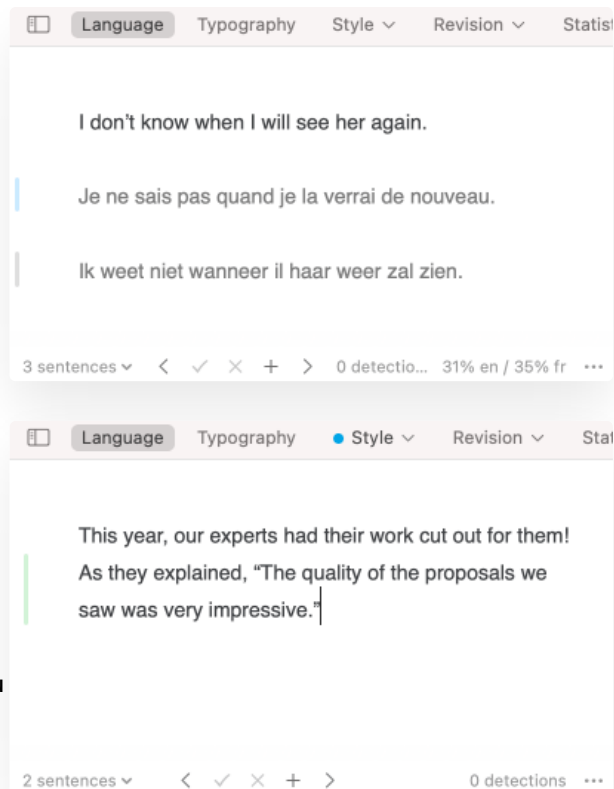 Language Typography Style Revision Statis
I don’t know when I will see her again.
Je ne sais pas quand je la verrai de nouveau.
Ik weet niet wanneer il haar weer zal zien.
3 sentences 0 detectio... 31% en / 35% fr ...
Language Typography Style Revision Stat
This year, our experts had their work cut out for them!
As they explained, “The quality of the proposals we
saw was very impressive.”
2 sentences 0 detections ...